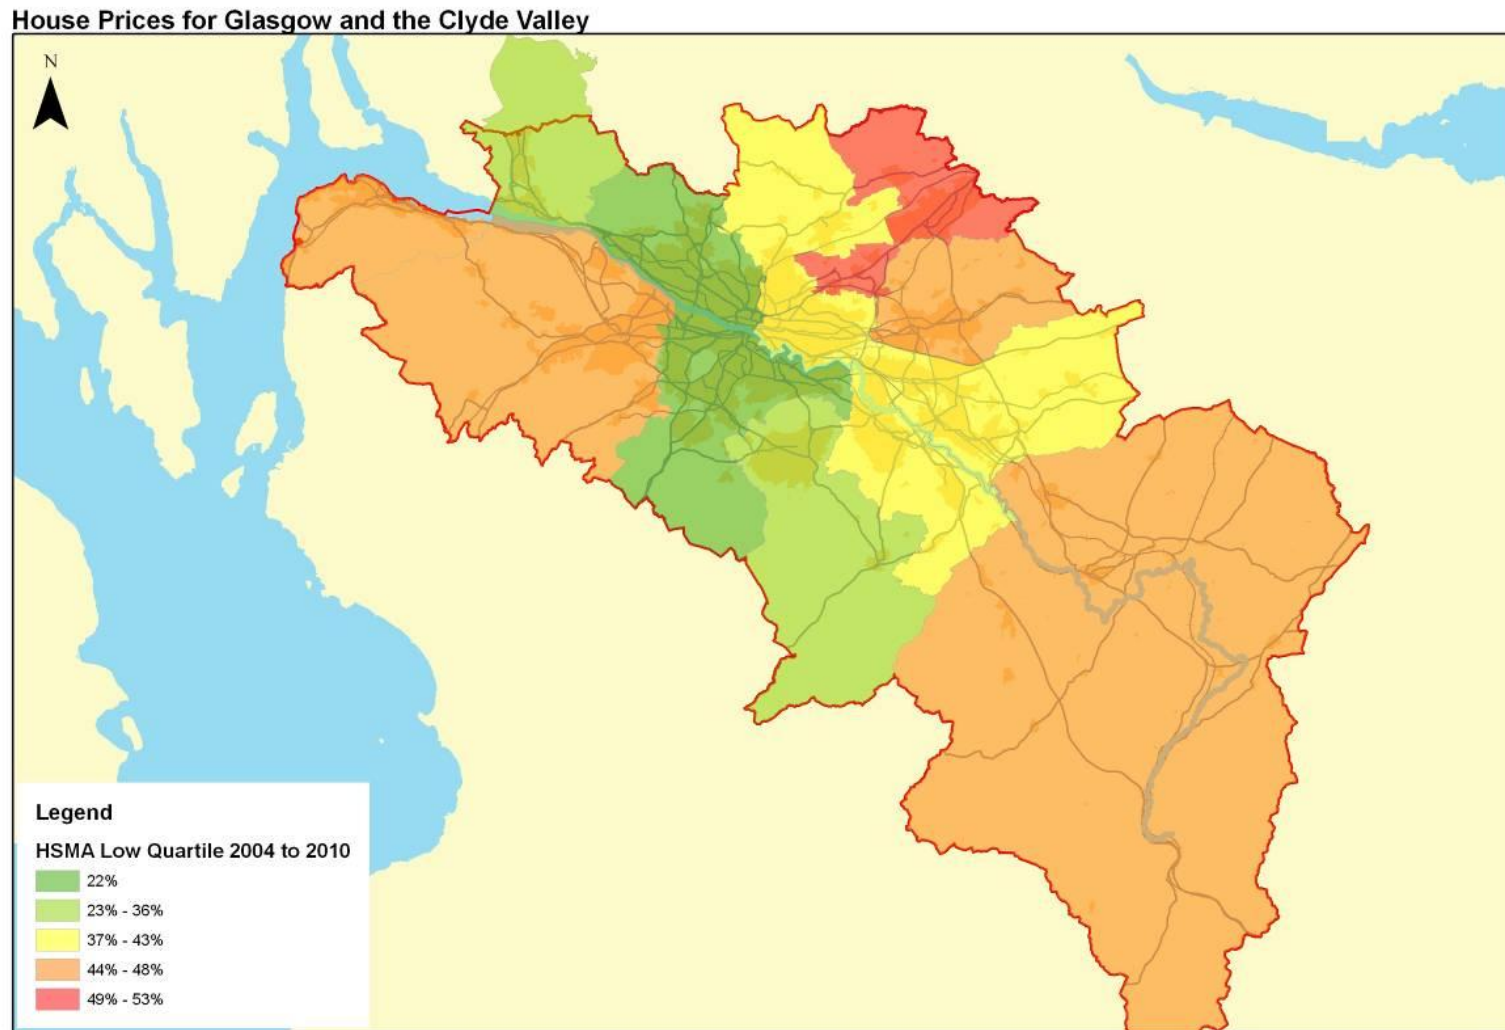 House Prices for Glasgow and the Clyde Valley
N
Legend
HSMA Low Quartile 2004 to 2010
22%
23% - 36%
37% - 43%
44% - 48%
49% - 53%